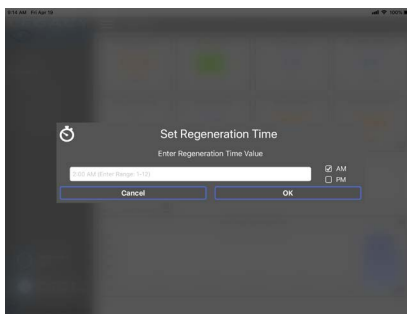 8:15 AM Fri Apr 19
100%
Set Regeneration Time
Enter Regeneration Time Value
2:00 AM (Enter Range 1-12)
AM
PM
Cancel
OK